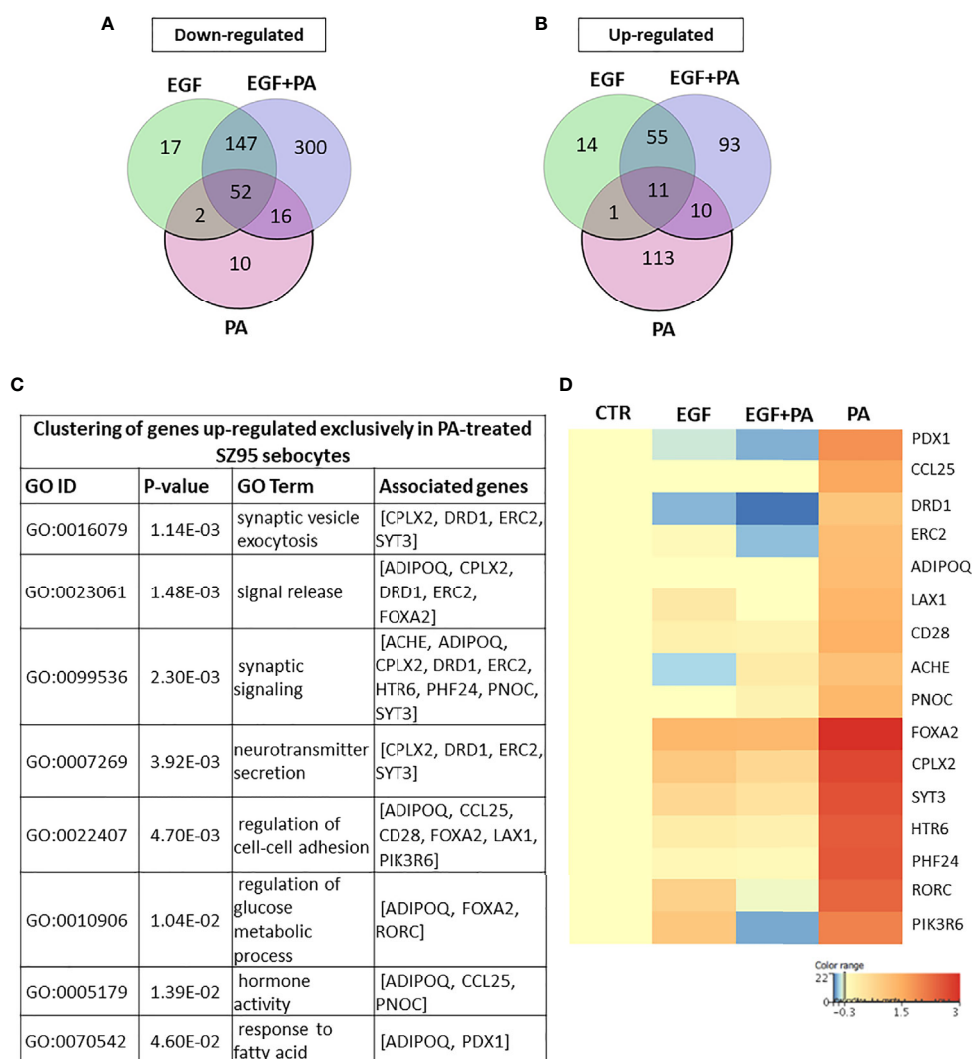 A
Down-regulated
EGF
EGF+PA
17
147
300
52
2
16
10
PA
B
Up-regulated
EGF
EGF+PA
14
55
93
11
1
10
113
PA
C
Clustering of genes up-regulated exclusively in PA-treated
SZ95 sebocytes
GO ID P-value GO Term Associated genes
GO:0016079 1.14E-03 synaptic vesicle exocytosis [CPLX2, DRD1, ERC2, SYT3]
GO:0023061 1.48E-03 signal release [ADIPOQ, CPLX2, DRD1, ERC2, FOXA2]
GO:0099536 2.30E-03 synaptic signaling [ACHE, ADIPOQ, CPLX2, DRD1, ERC2, HTR6, PHF24, PNOC, SYT3]
GO:0007269 3.92E-03 neurotransmitter secretion [CPLX2, DRD1, ERC2, SYT3]
GO:0022407 4.70E-03 regulation of cell-cell adhesion [ADIPOQ, CCL25, CD28, FOXA2, LAX1, PIK3R6]
GO:0010906 1.04E-02 regulation of glucose metabolic process [ADIPOQ, FOXA2, RORC]
GO:0005179 1.39E-02 hormone activity [ADIPOQ, CCL25, PNOC]
GO:0070542 4.60E-02 response to fatty acid [ADIPOQ, PDX1]
D
CTR EGF EGF+PA PA
PDX1
CCL25
DRD1
ERC2
ADIPOQ
LAX1
CD28
ACHE
PNOC
FOXA2
CPLX2
SYT3
HTR6
PHF24
RORC
PIK3R6
Color range
22
0
-0.3 1.5 3